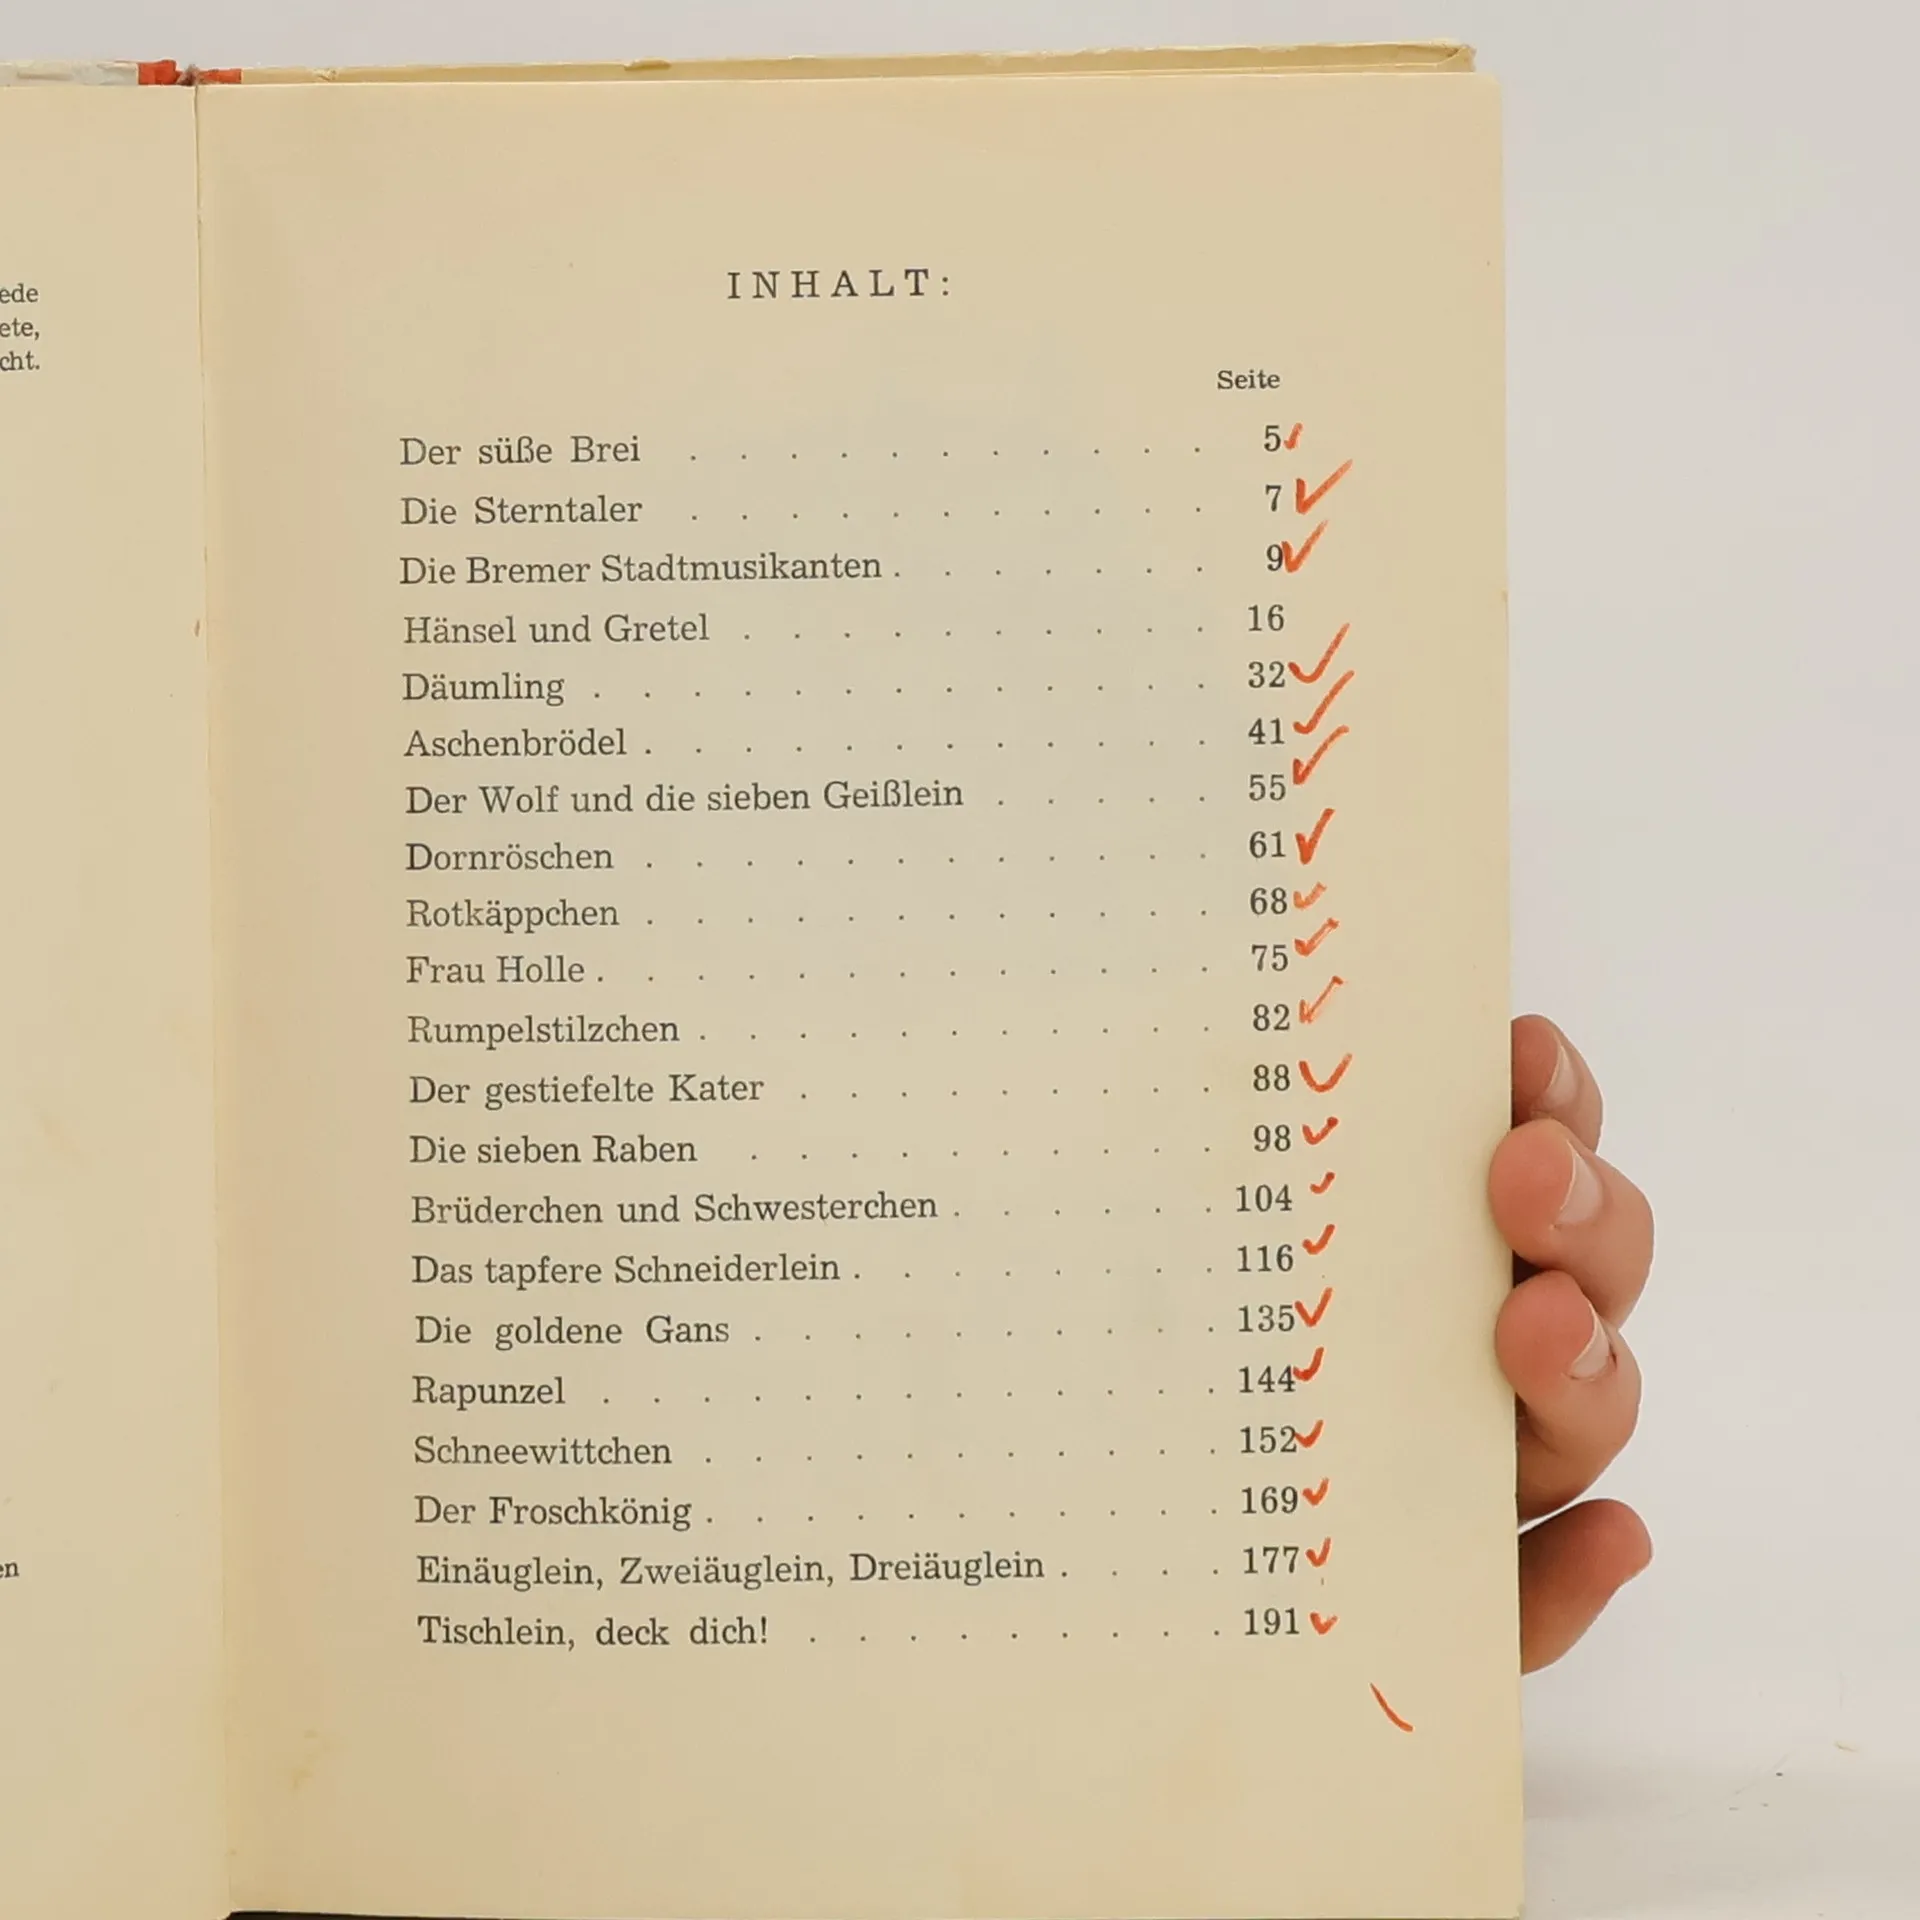 ede
ete,
cht.
en
INHALT:
Seite
Der süße Brei . . . . . . . . . . . 5
Die Sterntaler . . . . . . . . . . . 7
Die Bremer Stadtmusikanten . . . . . . . 9
Hänsel und Gretel . . . . . . . . . . 16
Däumling . . . . . . . . . . . . . 32
Aschenbrödel . . . . . . . . . . . . 41
Der Wolf und die sieben Geißlein . . . . . 55
Dornröschen . . . . . . . . . . . . 61
Rotkäppchen . . . . . . . . . . . . 68
Frau Holle . . . . . . . . . . . . . 75
Rumpelstilzchen . . . . . . . . . . . 82
Der gestiefelte Kater . . . . . . . . . 88
Die sieben Raben . . . . . . . . . . 98
Brüderchen und Schwesterchen . . . . . . 104
Das tapfere Schneiderlein . . . . . . . . 116
Die goldene Gans . . . . . . . . . . 135
Rapunzel . . . . . . . . . . . . . 144
Schneewittchen . . . . . . . . . . . 152
Der Froschkönig . . . . . . . . . . . 169
Einäuglein, Zweiäuglein, Dreiäuglein . . . . 177
Tischlein, deck dich! . . . . . . . . . 191